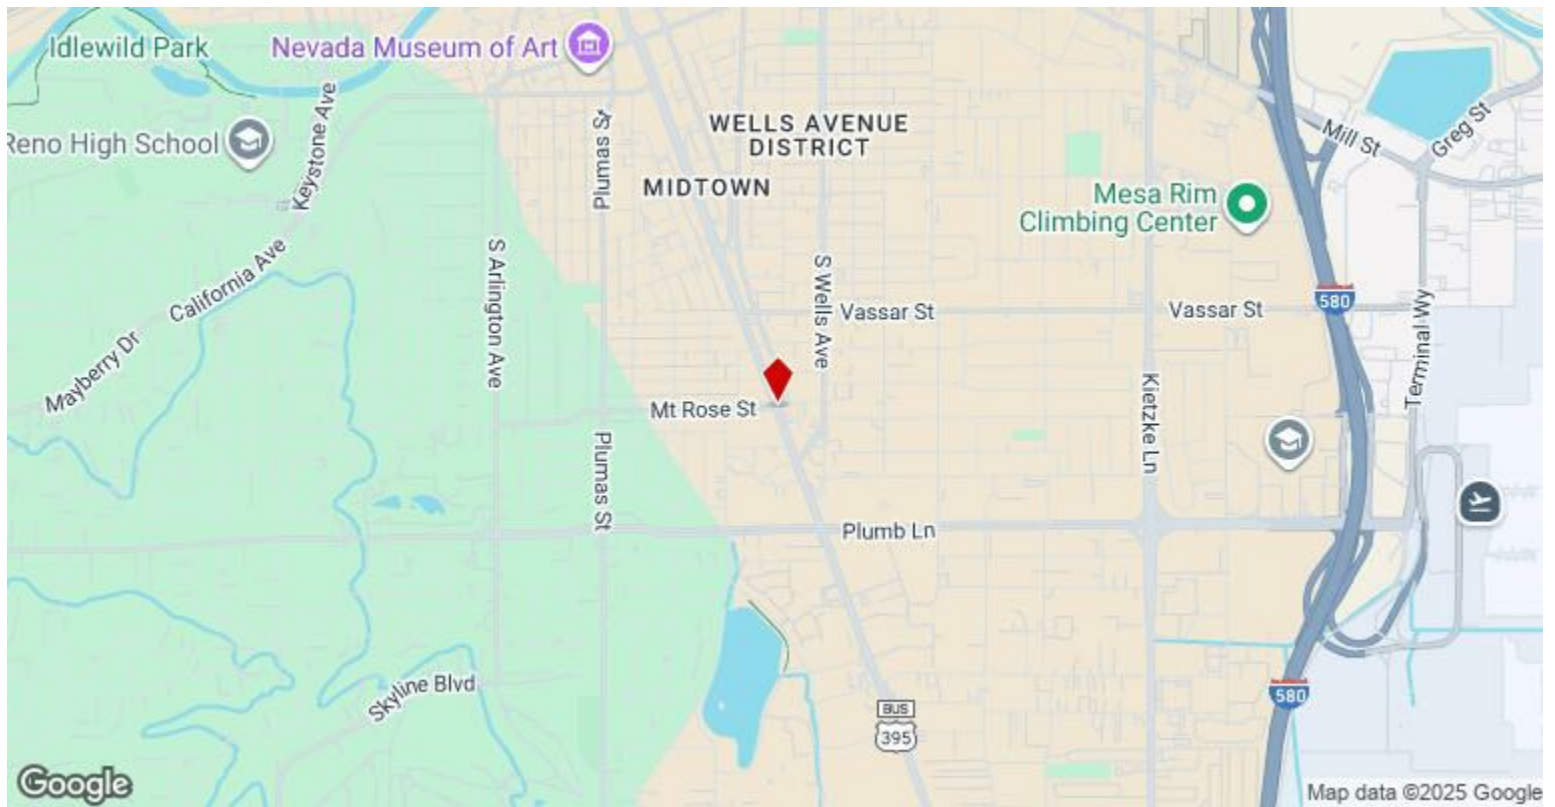 Idlewild Park
Nevada Museum of Art
Reno High School
Keystone Ave
Plumas St
WELLS AVENUE
DISTRICT
MIDTOWN
Mill St
Greg St
Mesa Rim
Climbing Center
California Ave
Mayberry Dr
S Arlington Ave
S Wells Ave
Vassar St
Vassar St
580
Terminal Wy
Mt Rose St
Kietzke Ln
Plumas St
Plumb Ln
Skyline Blvd
BUS
395
580
Google
Map data ©2025 Google